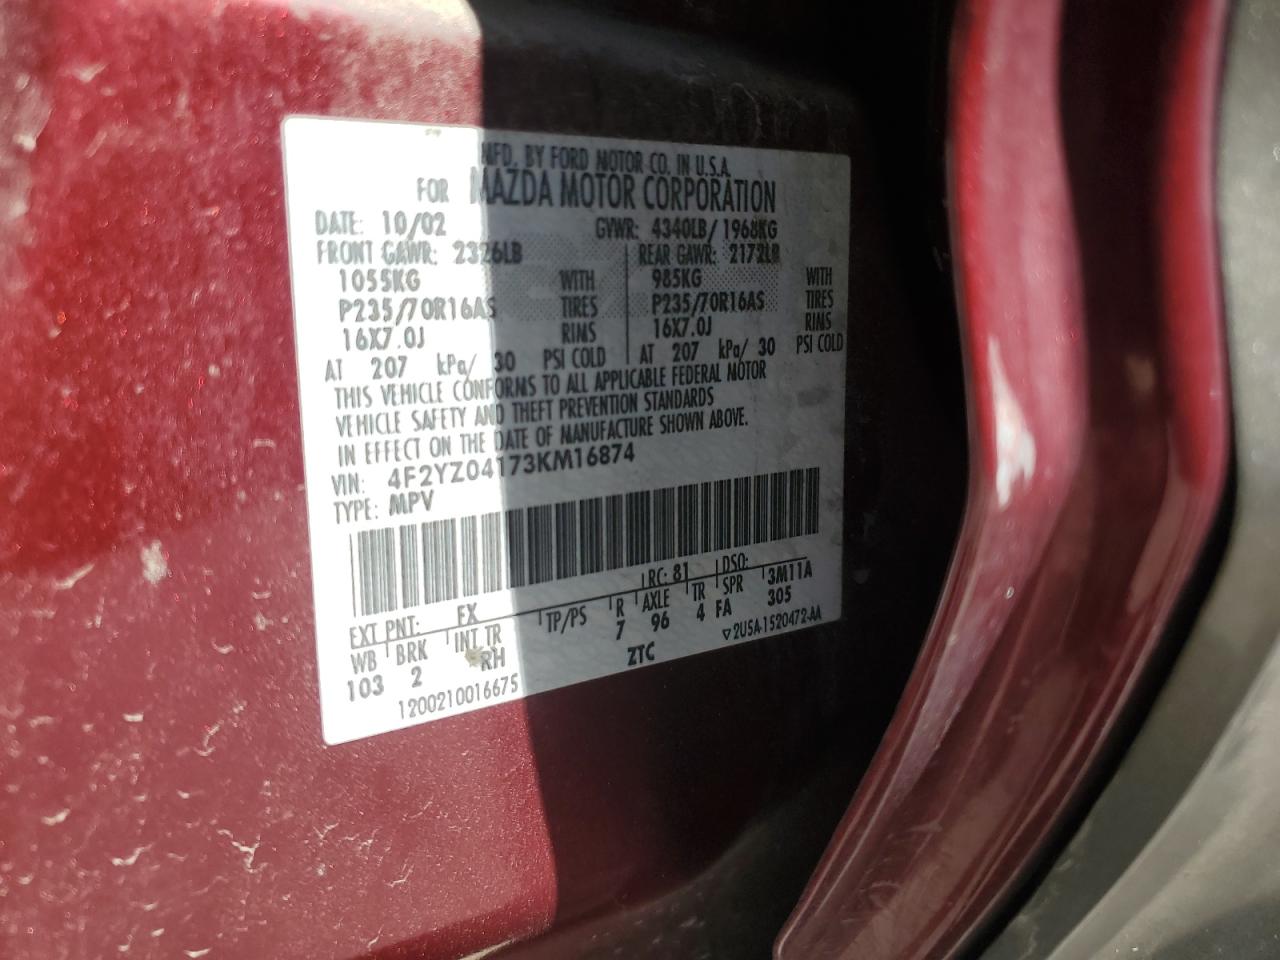 MFD. BY FORD MOTOR CO. IN U.S.A.
FOR MAZDA MOTOR CORPORATION
DATE: 10/02 GVWR: 4340LB/ 1968KG
FRONT GAWR: 2326LB REAR GAWR: 2172LB
1055KG WITH 985KG WITH
P235/70R16AS TIRES P235/70R16AS TIRES
16X7.0J RIMS 16X7.0J RIMS
AT 207 kPa/ 30 PSI COLD AT 207 kPa/ 30 PSI COLD
THIS VEHICLE CONFORMS TO ALL APPLICABLE FEDERAL MOTOR
VEHICLE SAFETY AND THEFT PREVENTION STANDARDS
IN EFFECT ON THE DATE OF MANUFACTURE SHOWN ABOVE.
VIN: 4F2YZ04173KM16874
TYPE: MPV
EXT PNT: FX RC: 81 DSO:
WB BRK INT TR TP/PS R AXLE TR SPR 3M11A
103 2 RH 7 96 4 FA 305
ZTC ▽2U5A-1520472-AA
1200210016675